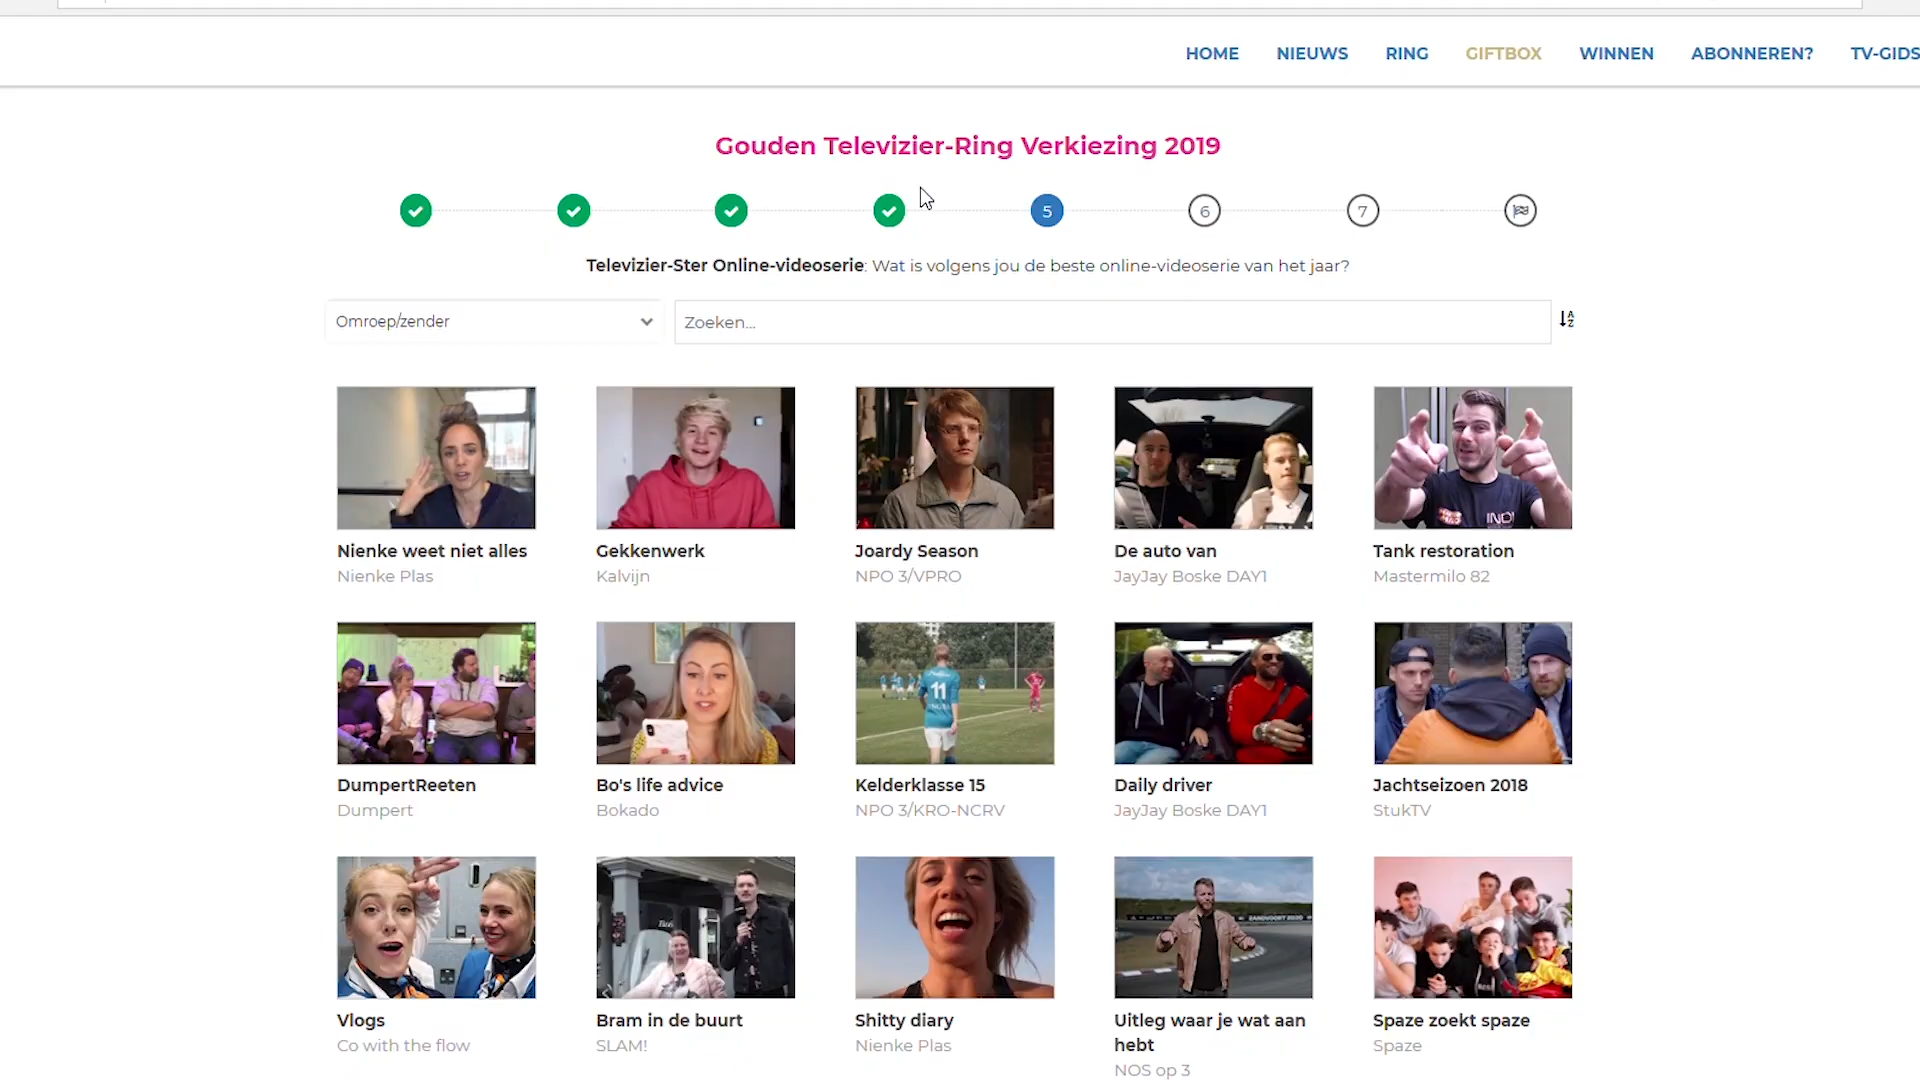 HOME NIEUWS RING GIFTBOX WINNEN ABONNEREN? TV-GIDS
Gouden Televizier-Ring Verkiezing 2019
5 6 7
Televizier-Ster Online-videoserie: Wat is volgens jou de beste online-videoserie van het jaar?
Omroep/zender
Zoeken...
Nienke weet niet alles
Nienke Plas
Gekkenwerk
Kalvijn
Joardy Season
NPO 3/VPRO
De auto van
JayJay Boske DAY1
Tank restoration
Mastermilo 82
11
DumpertReeten
Dumpert
Bo's life advice
Bokado
Kelderklasse 15
NPO 3/KRO-NCRV
Daily driver
JayJay Boske DAY1
Jachtseizoen 2018
StukTV
ZANDVOORT 2020
Vlogs
Co with the flow
Bram in de buurt
SLAM!
Shitty diary
Nienke Plas
Uitleg waar je wat aan
hebt
NOS op 3
Spaze zoekt spaze
Spaze